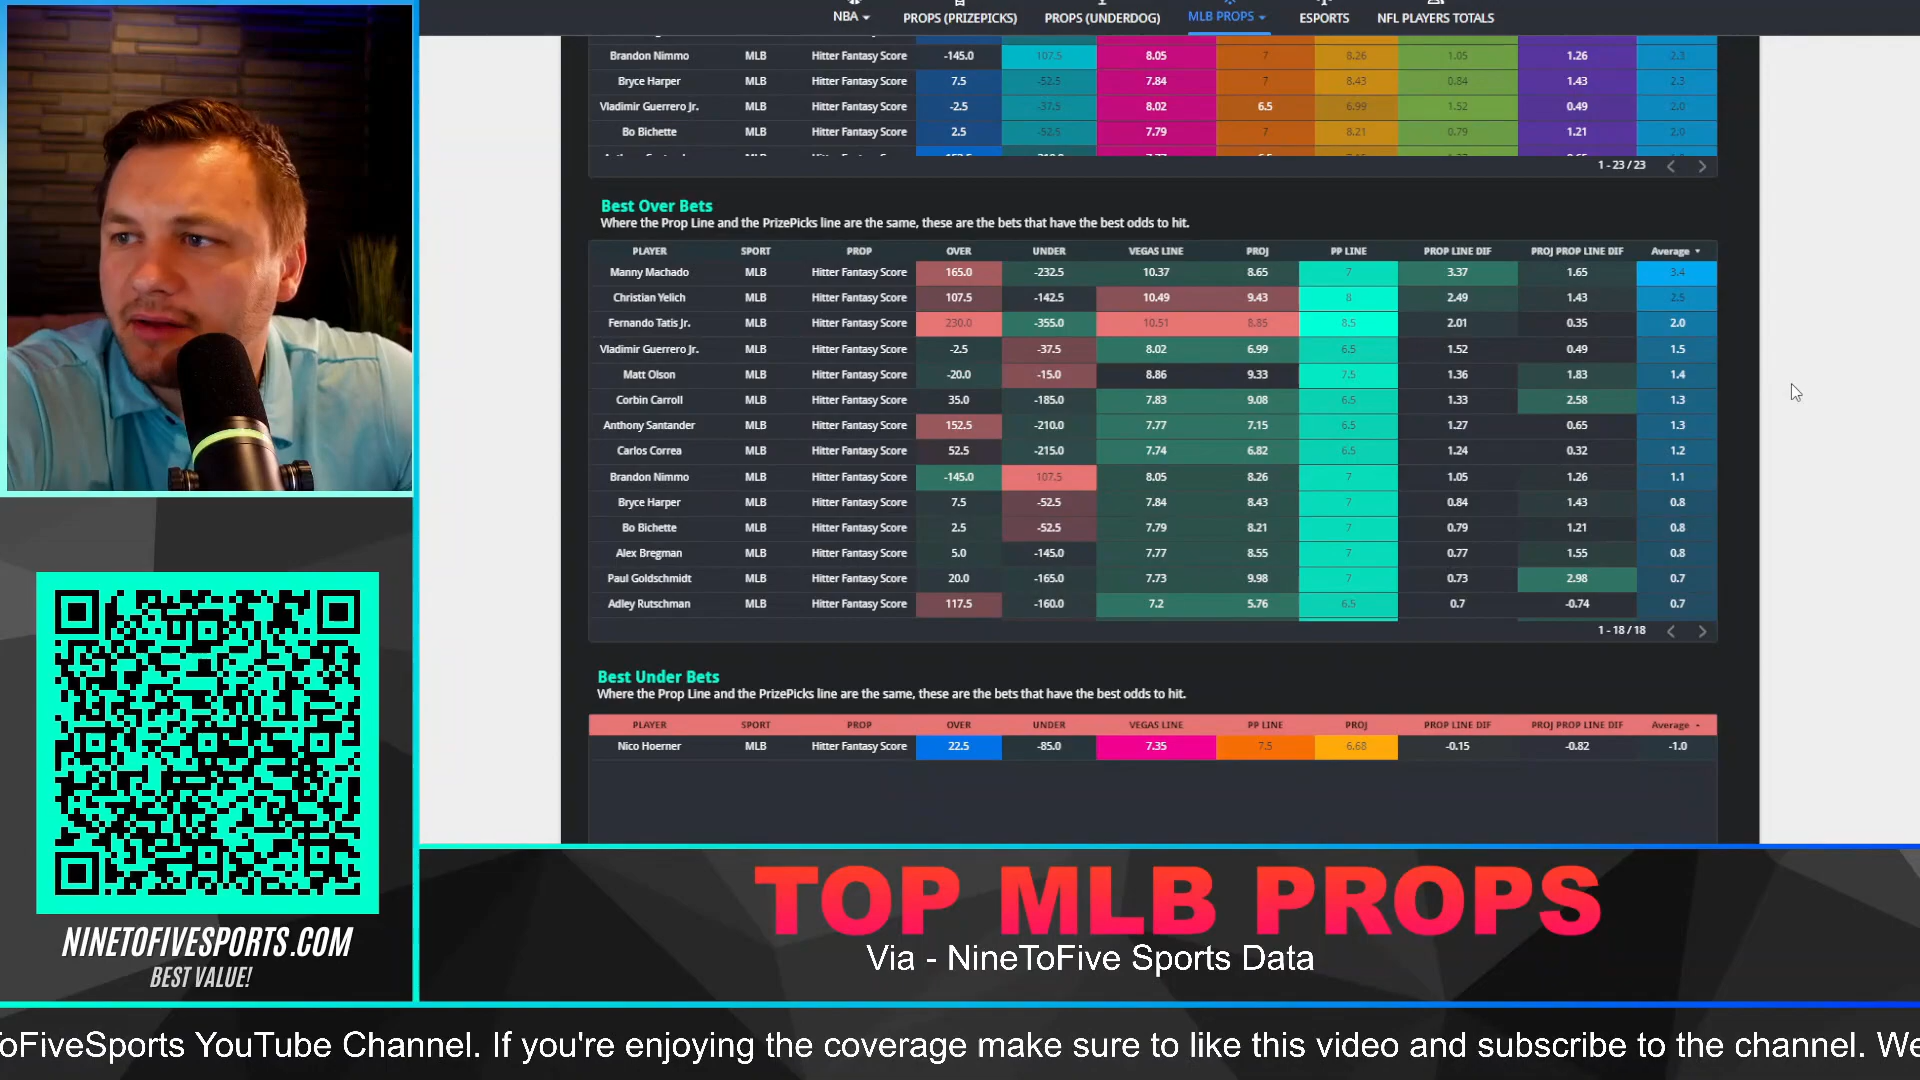 NBA PROPS (PRIZEPICKS) PROPS (UNDERDOG) MLB PROPS ESPORTS NFL PLAYERS TOTALS
Brandon Nimmo MLB Hitter Fantasy Score -145.0 107.5 8.05 7 8.26 1.05 1.26 2.3
Bryce Harper MLB Hitter Fantasy Score 7.5 -52.5 7.84 7 8.43 0.84 1.43 2.3
Vladimir Guerrero Jr. MLB Hitter Fantasy Score -2.5 -37.5 8.02 6.5 6.99 1.52 0.49 2.0
Bo Bichette MLB Hitter Fantasy Score 2.5 -52.5 7.79 7 8.21 0.79 1.21 2.0
1 - 23 / 23
Best Over Bets
Where the Prop Line and the PrizePicks line are the same, these are the bets that have the best odds to hit.
PLAYER SPORT PROP OVER UNDER VEGAS LINE PROJ PP LINE PROP LINE DIF PROJ PROP LINE DIF Average
Manny Machado MLB Hitter Fantasy Score 165.0 -232.5 10.37 8.65 7 3.37 1.65 3.4
Christian Yelich MLB Hitter Fantasy Score 107.5 -142.5 10.49 9.43 8 2.49 1.43 2.5
Fernando Tatis Jr. MLB Hitter Fantasy Score 230.0 -355.0 10.51 8.85 8.5 2.01 0.35 2.0
Vladimir Guerrero Jr. MLB Hitter Fantasy Score -2.5 -37.5 8.02 6.99 6.5 1.52 0.49 1.5
Matt Olson MLB Hitter Fantasy Score -20.0 -15.0 8.86 9.33 7.5 1.36 1.83 1.4
Corbin Carroll MLB Hitter Fantasy Score 35.0 -185.0 7.83 9.08 6.5 1.33 2.58 1.3
Anthony Santander MLB Hitter Fantasy Score 152.5 -210.0 7.77 7.15 6.5 1.27 0.65 1.3
Carlos Correa MLB Hitter Fantasy Score 52.5 -215.0 7.74 6.82 6.5 1.24 0.32 1.2
Brandon Nimmo MLB Hitter Fantasy Score -145.0 107.5 8.05 8.26 7 1.05 1.26 1.1
Bryce Harper MLB Hitter Fantasy Score 7.5 -52.5 7.84 8.43 7 0.84 1.43 0.8
Bo Bichette MLB Hitter Fantasy Score 2.5 -52.5 7.79 8.21 7 0.79 1.21 0.8
Alex Bregman MLB Hitter Fantasy Score 5.0 -145.0 7.77 8.55 7 0.77 1.55 0.8
Paul Goldschmidt MLB Hitter Fantasy Score 20.0 -165.0 7.73 9.98 7 0.73 2.98 0.7
Adley Rutschman MLB Hitter Fantasy Score 117.5 -160.0 7.2 5.76 6.5 0.7 -0.74 0.7
1 - 18 / 18
Best Under Bets
Where the Prop Line and the PrizePicks line are the same, these are the bets that have the best odds to hit.
PLAYER SPORT PROP OVER UNDER VEGAS LINE PP LINE PROJ PROP LINE DIF PROJ PROP LINE DIF Average
Nico Hoerner MLB Hitter Fantasy Score 22.5 -85.0 7.35 7.5 6.68 -0.15 -0.82 -1.0
NINETOFIVESPORTS.COM
BEST VALUE!
TOP MLB PROPS
Via - NineToFive Sports Data
oFiveSports YouTube Channel. If you're enjoying the coverage make sure to like this video and subscribe to the channel. We